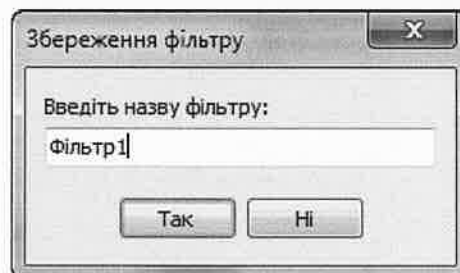 Збереження фільтру
Введіть назву фільтру:
Фільтр1
Так
Ні